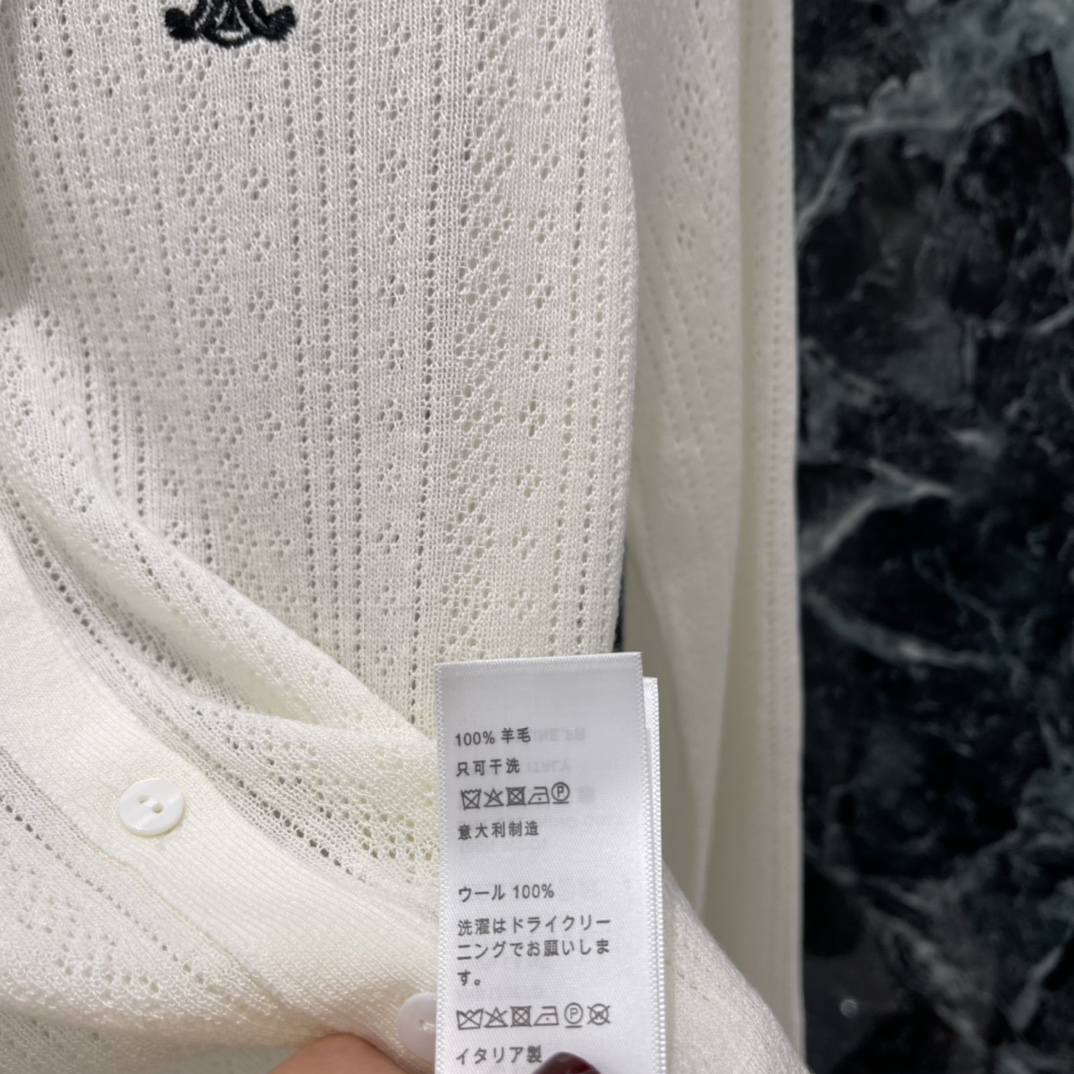 100% 羊毛
只可干洗
意大利制造
ウール 100%
洗濯はドライクリー
ニングでお願いしま
す。
イタリア製